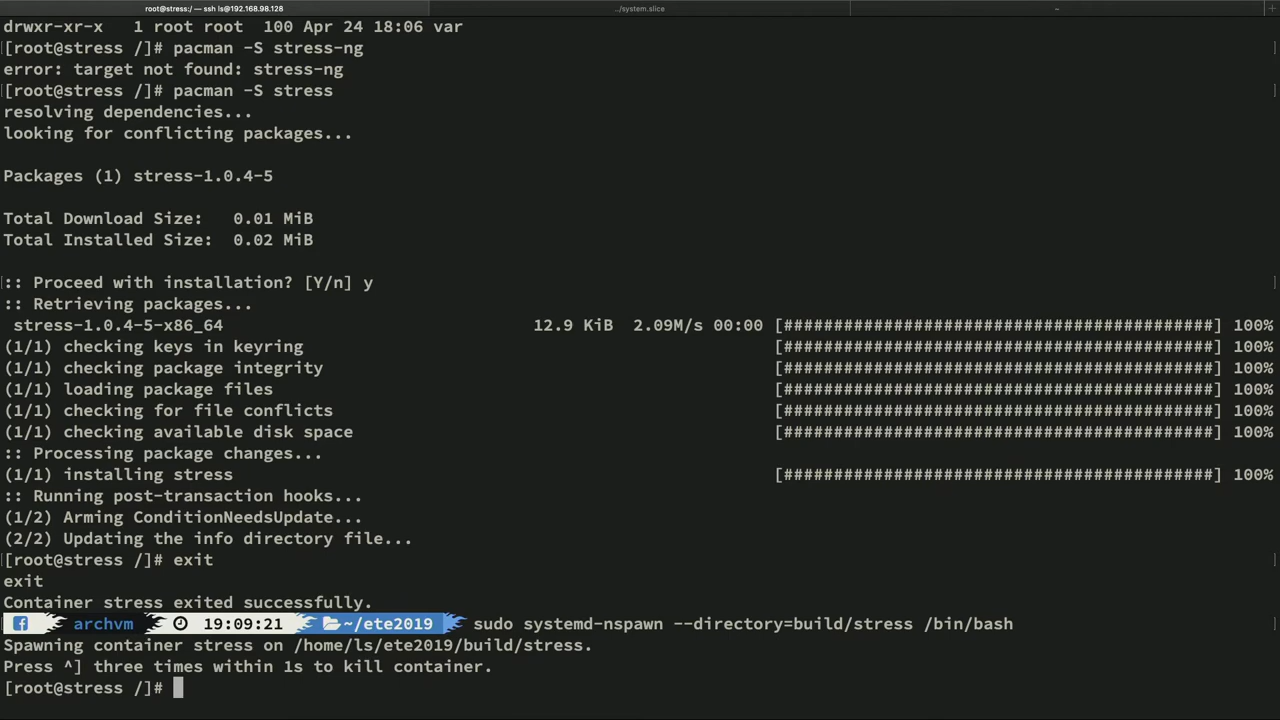 root@stress:/ — ssh ls@192.168.98.128
../system.slice
~
drwxr-xr-x   1 root root  100 Apr 24 18:06 var
[root@stress /]# pacman -S stress-ng
error: target not found: stress-ng
[root@stress /]# pacman -S stress
resolving dependencies...
looking for conflicting packages...
Packages (1) stress-1.0.4-5
Total Download Size:   0.01 MiB
Total Installed Size:  0.02 MiB
:: Proceed with installation? [Y/n] y
:: Retrieving packages...
stress-1.0.4-5-x86_64 12.9 KiB  2.09M/s 00:00 [###########################################] 100%
(1/1) checking keys in keyring [###########################################] 100%
(1/1) checking package integrity [###########################################] 100%
(1/1) loading package files [###########################################] 100%
(1/1) checking for file conflicts [###########################################] 100%
(1/1) checking available disk space [###########################################] 100%
:: Processing package changes...
(1/1) installing stress [###########################################] 100%
:: Running post-transaction hooks...
(1/2) Arming ConditionNeedsUpdate...
(2/2) Updating the info directory file...
[root@stress /]# exit
exit
Container stress exited successfully.
archvm 19:09:21 ~/ete2019 sudo systemd-nspawn --directory=build/stress /bin/bash
Spawning container stress on /home/ls/ete2019/build/stress.
Press ^] three times within 1s to kill container.
[root@stress /]#